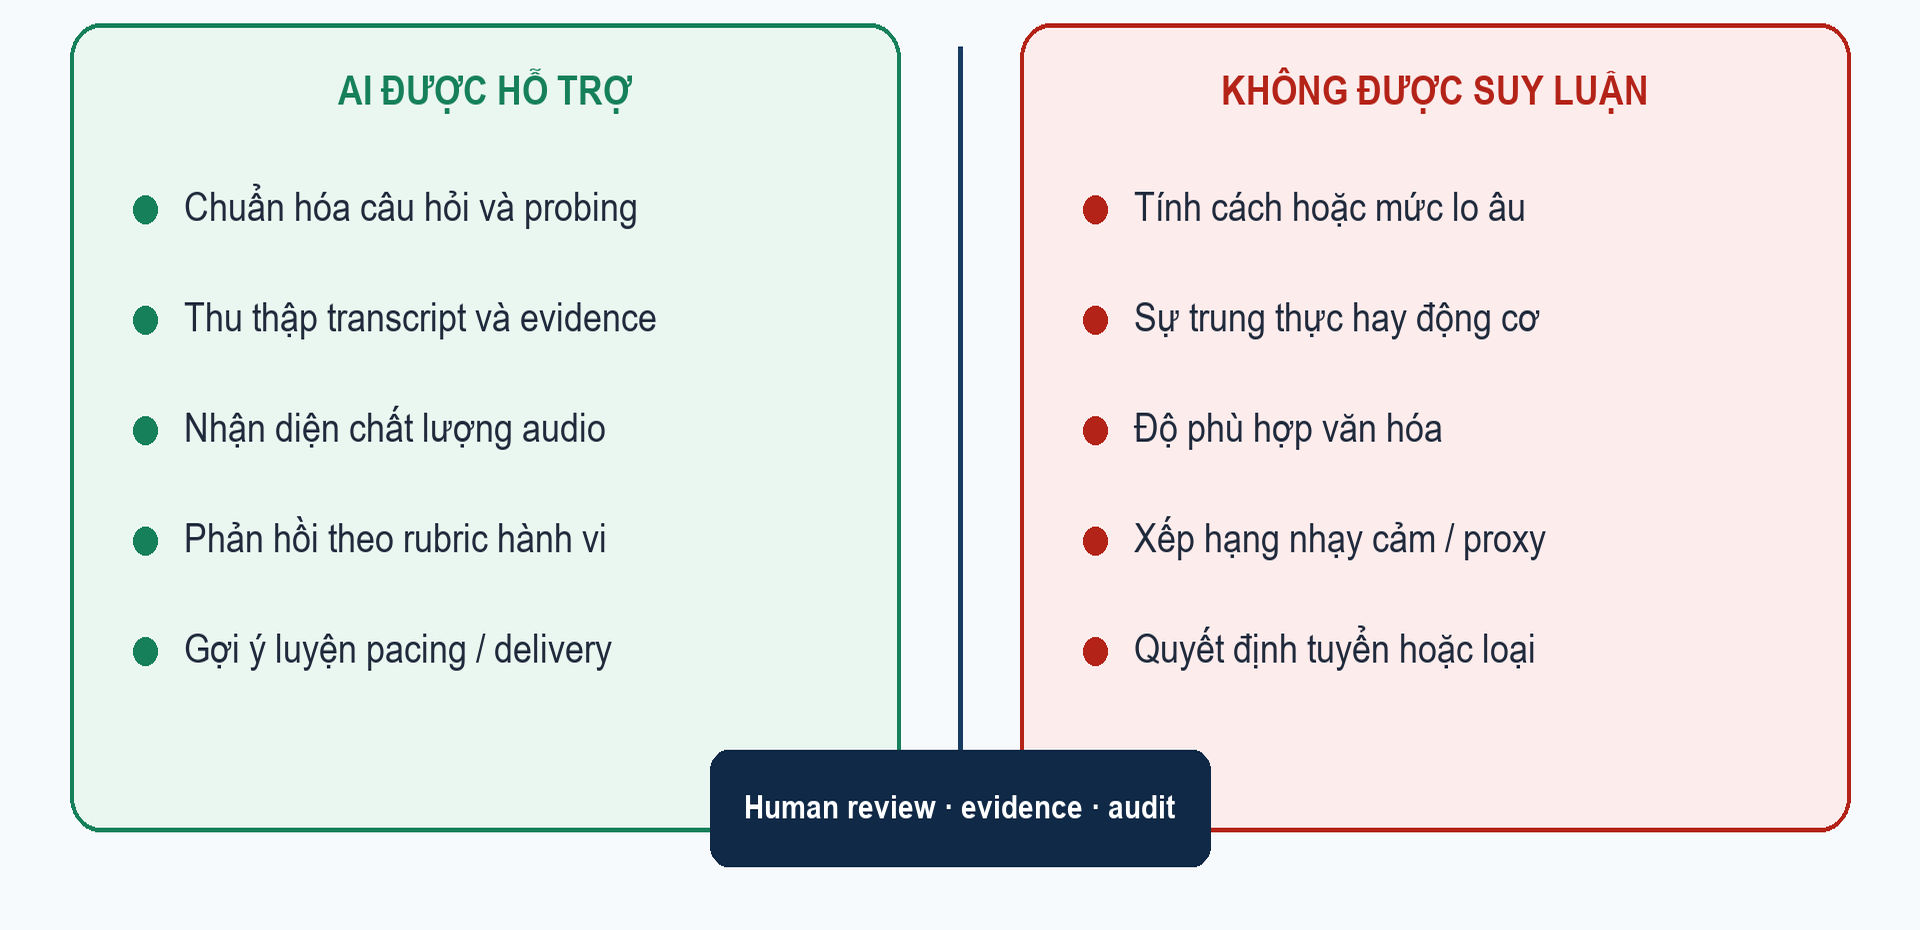 AI ĐƯỢC HỖ TRỢ
Chuẩn hóa câu hỏi và probing
Thu thập transcript và evidence
Nhận diện chất lượng audio
Phản hồi theo rubric hành vi
Gợi ý luyện pacing / delivery
KHÔNG ĐƯỢC SUY LUẬN
Tính cách hoặc mức lo âu
Sự trung thực hay động cơ
Độ phù hợp văn hóa
Xếp hạng nhạy cảm / proxy
Quyết định tuyển hoặc loại
Human review · evidence · audit